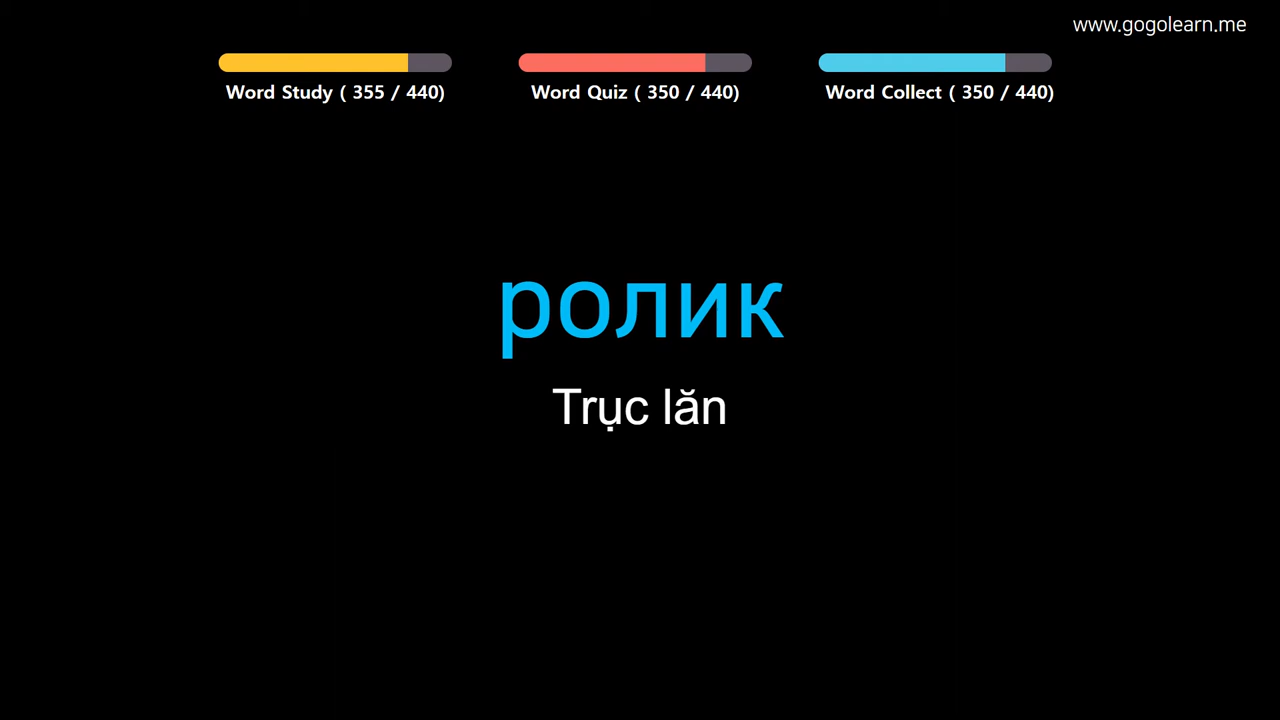 www.gogolearn.me
Word Study ( 355 / 440)
Word Quiz ( 350 / 440)
Word Collect ( 350 / 440)
ролик
Trục lăn